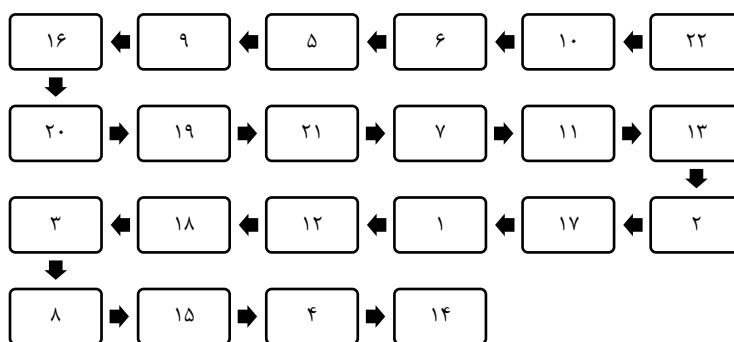 ۲۲ ۱۰ ۶ ۵ ۹ ۱۶
۲۰ ۱۹ ۲۱ ۷ ۱۱ ۱۳
۲ ۱۷ ۱ ۱۲ ۱۸ ۳
۸ ۱۵ ۴ ۱۴